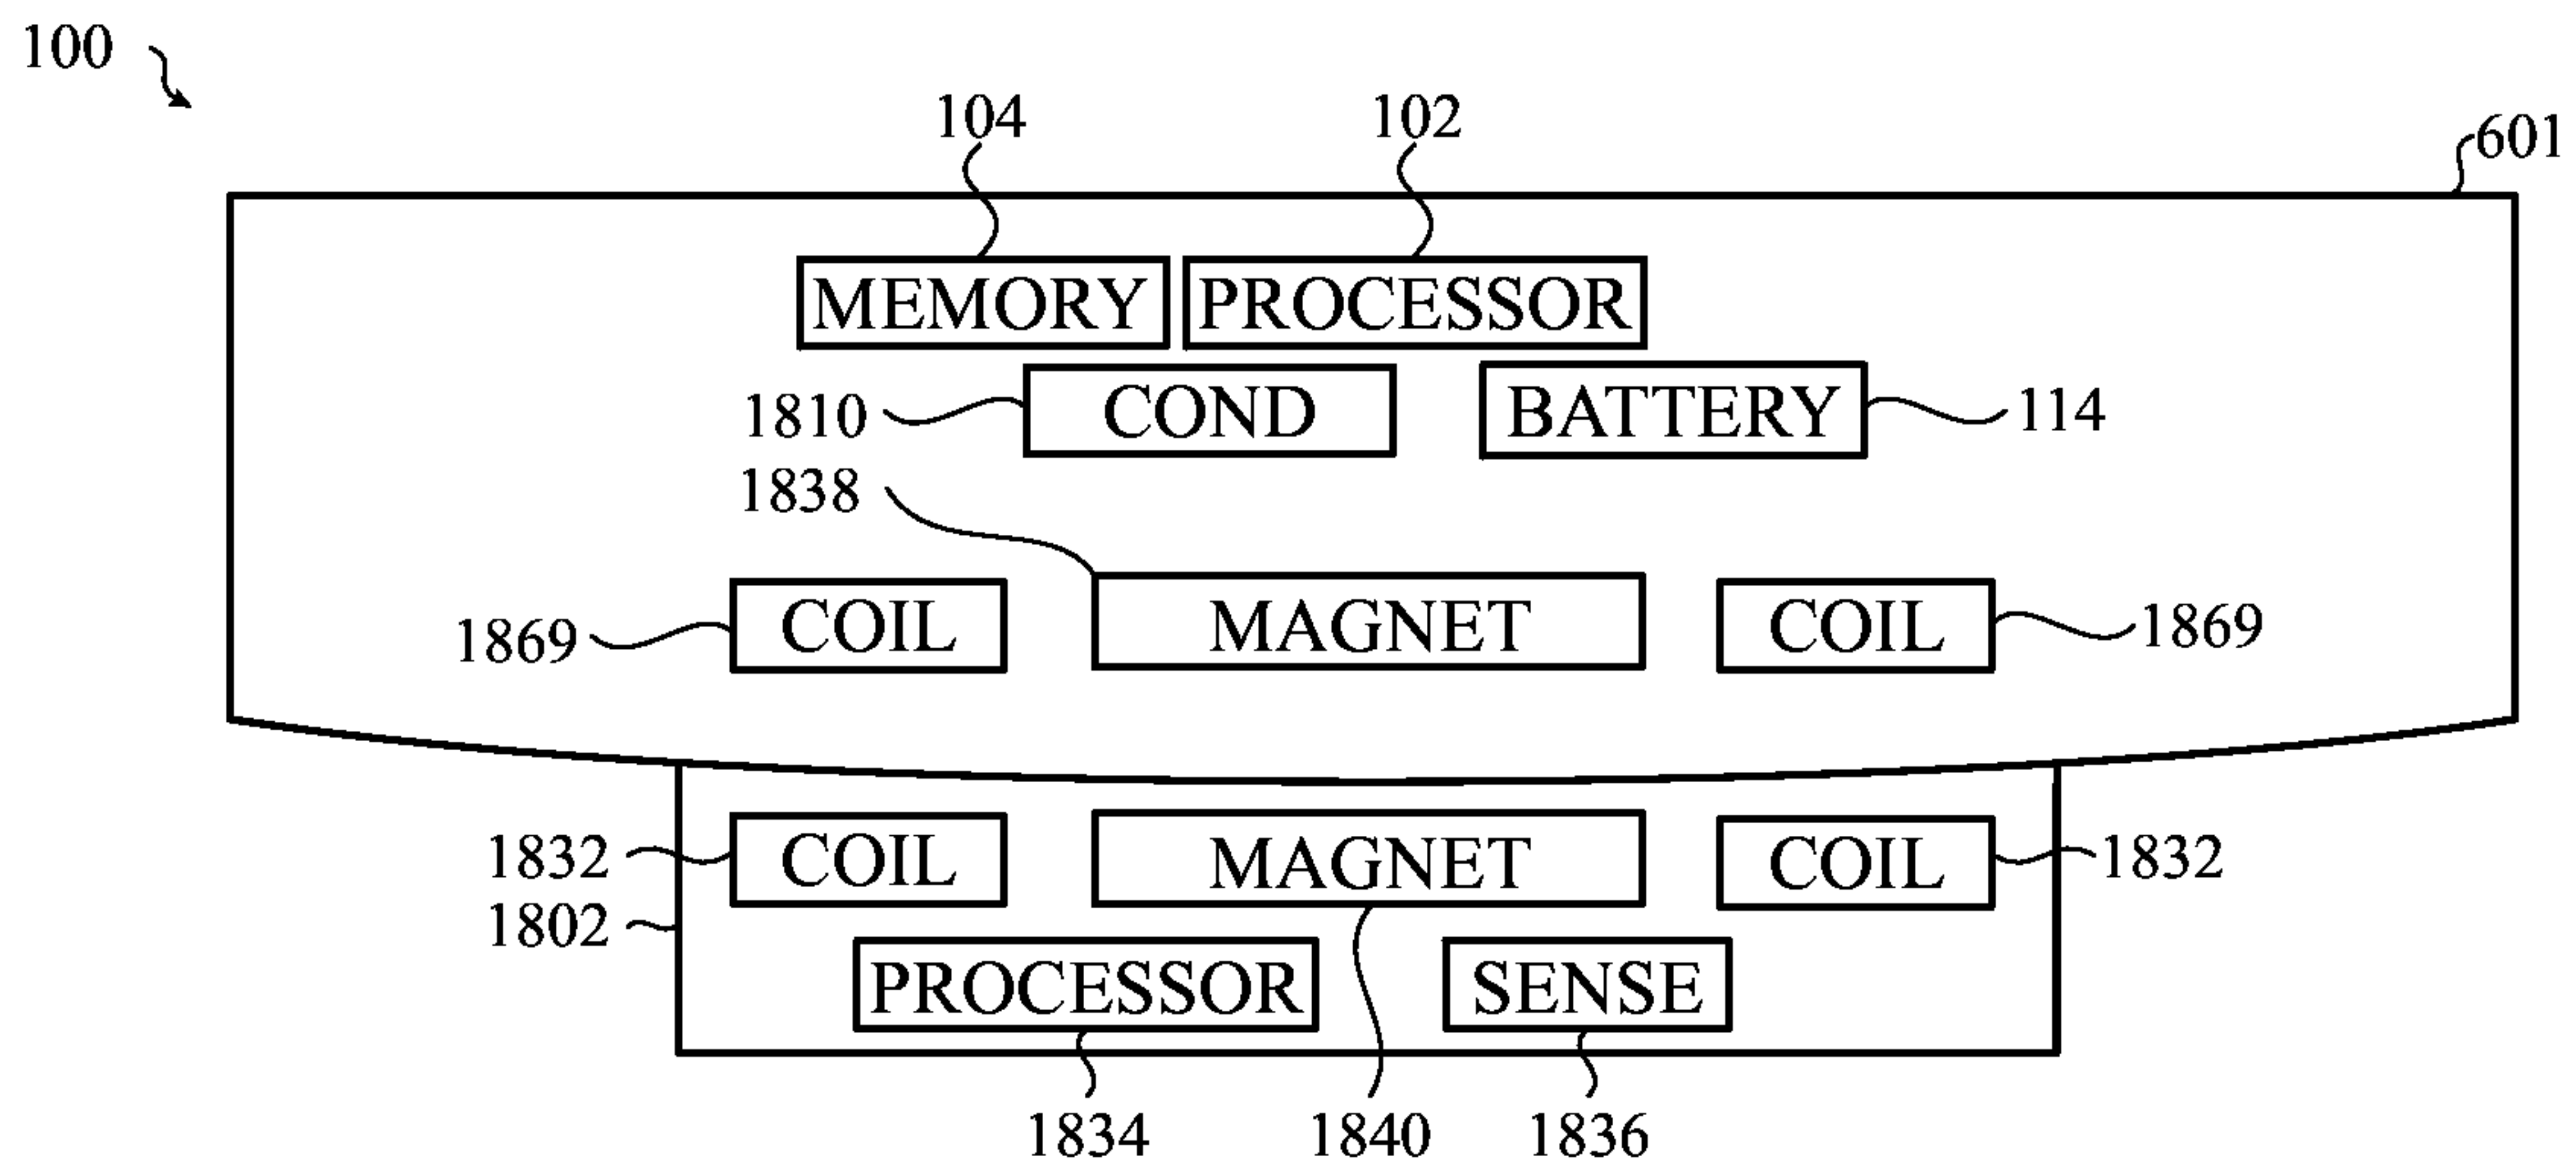 100
104 102
601
MEMORY PROCESSOR
1810 COND BATTERY 114
1838
1869 COIL MAGNET COIL 1869
1832 COIL MAGNET COIL 1832
1802
PROCESSOR SENSE
1834 1840 1836